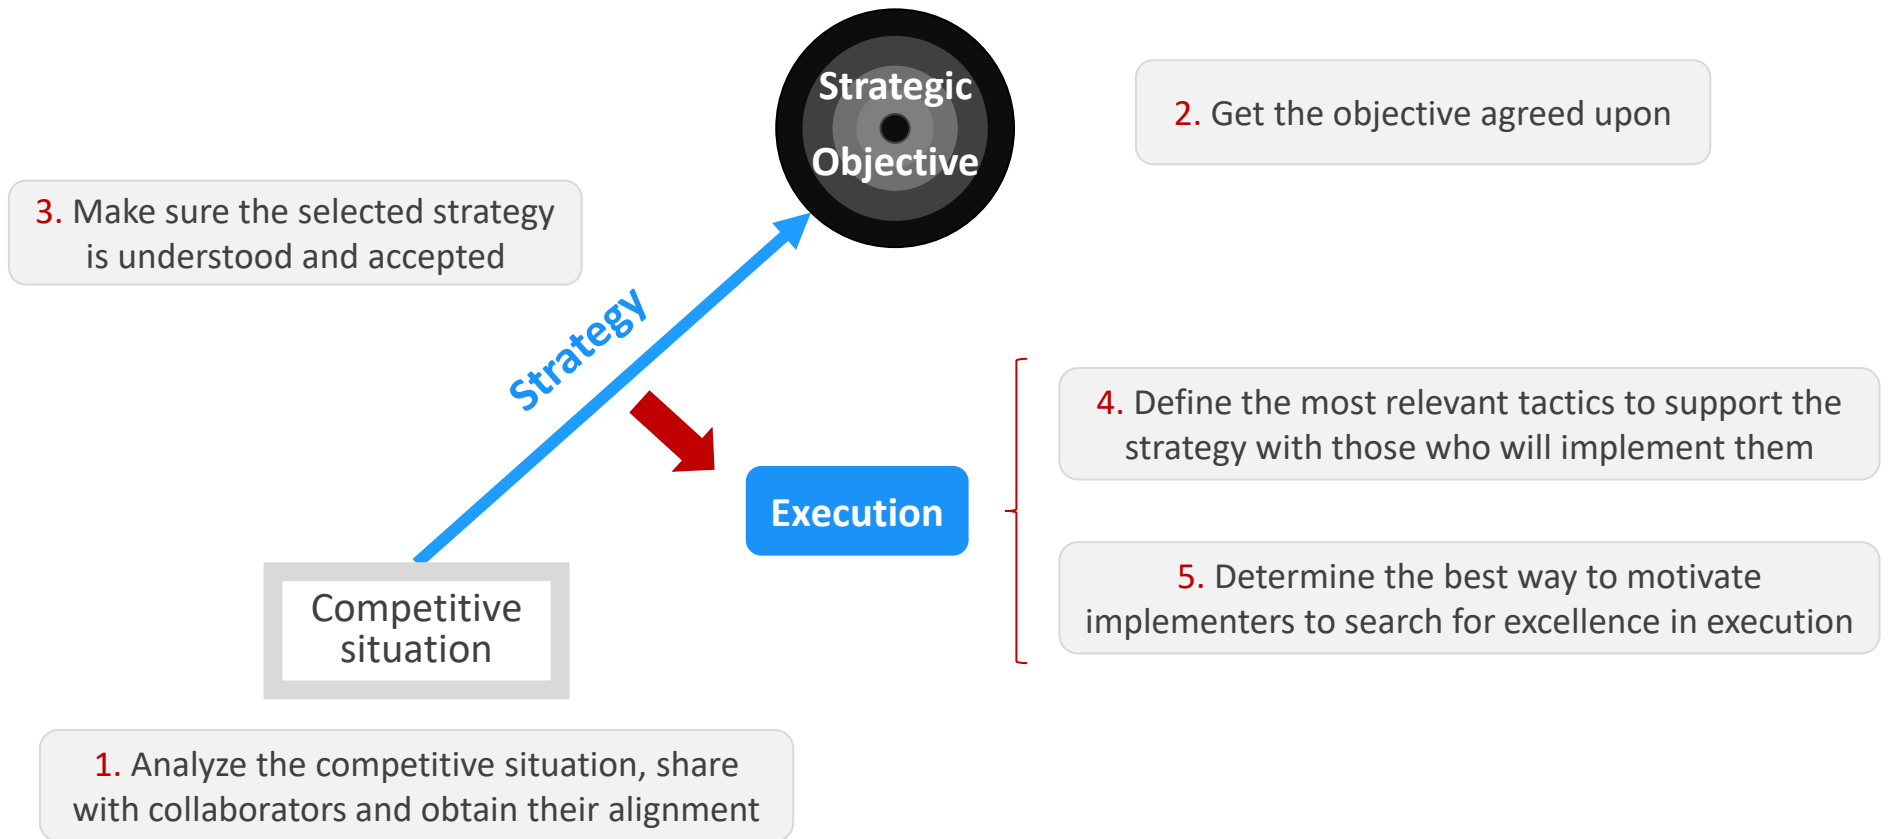 Strategic
Objective
2. Get the objective agreed upon
3. Make sure the selected strategy
is understood and accepted
Strategy
4. Define the most relevant tactics to support the
strategy with those who will implement them
Execution
5. Determine the best way to motivate
implementers to search for excellence in execution
Competitive
situation
1. Analyze the competitive situation, share
with collaborators and obtain their alignment